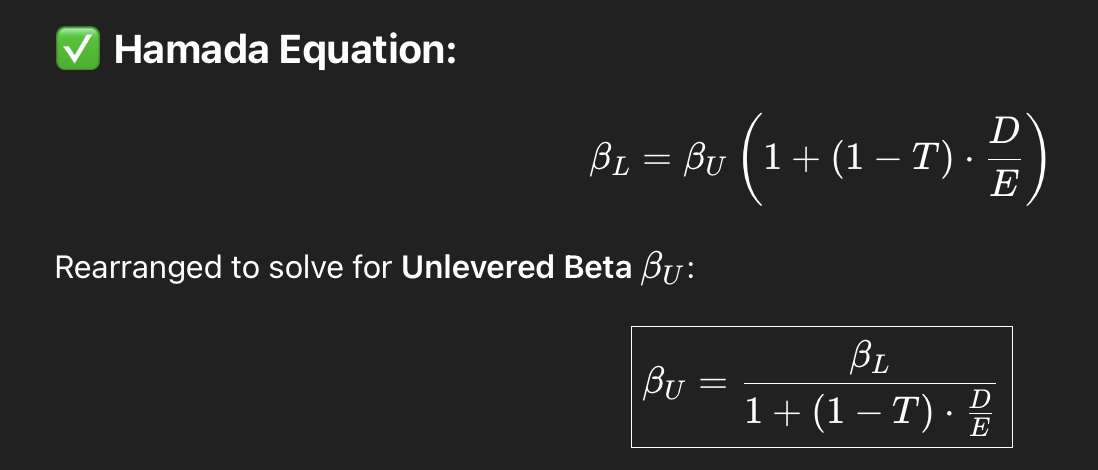 ✅ Hamada Equation:
β_L = β_U (1 + (1 − T) · D/E)
Rearranged to solve for Unlevered Beta β_U:
β_U = β_L / (1 + (1 − T) · D/E)